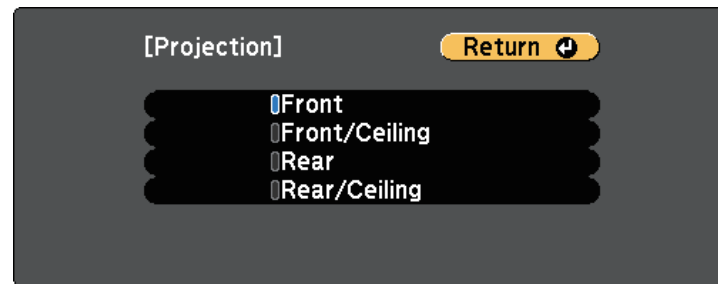 [Projection] Return
Front
Front/Ceiling
Rear
Rear/Ceiling